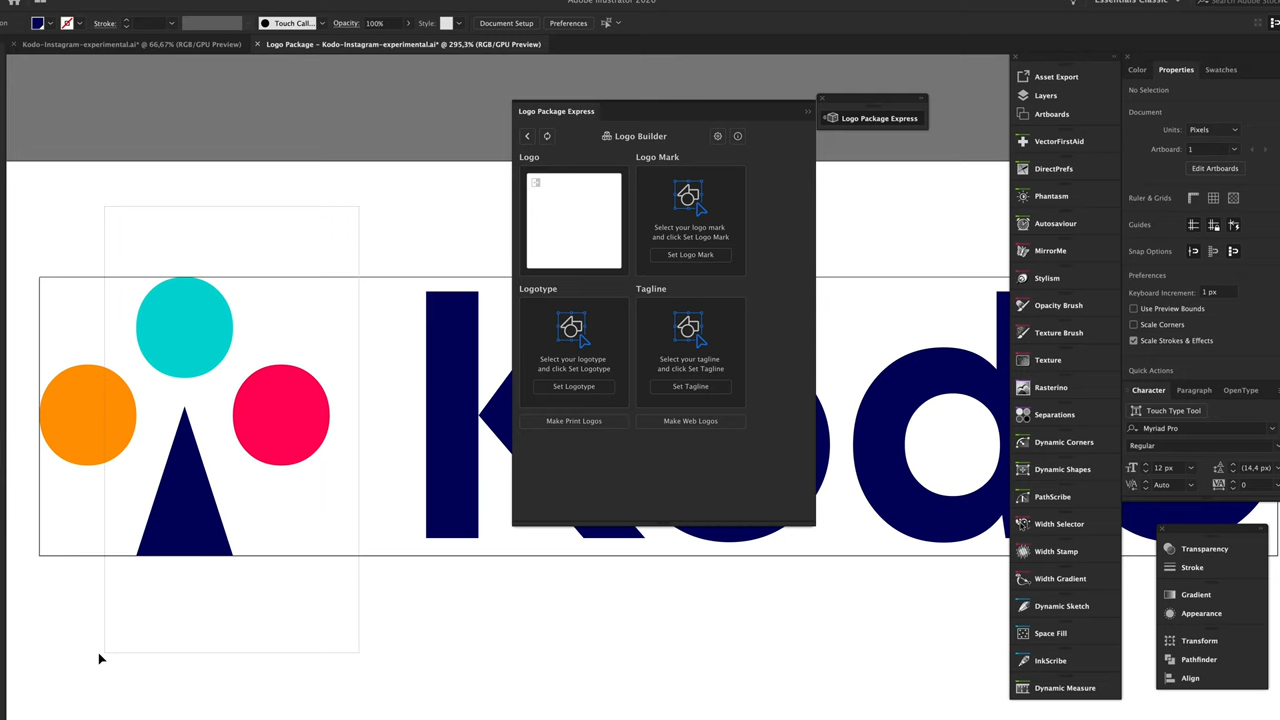 Adobe Illustrator 2026
Essentials Classic
Search Adobe Stock
Stroke:
Touch Call...
Opacity:
100%
Style:
Document Setup
Preferences
Kodo-Instagram-experimental.ai* @ 66,67% (RGB/GPU Preview)
Logo Package – Kodo-Instagram-experimental.ai* @ 295,3% (RGB/GPU Preview)
Logo Package Express
Logo Builder
Logo
Logo Mark
Select your logo mark
and click Set Logo Mark
Set Logo Mark
Logotype
Tagline
Select your logotype
and click Set Logotype
Set Logotype
Select your tagline
and click Set Tagline
Set Tagline
Make Print Logos
Make Web Logos
Logo Package Express
Asset Export
Layers
Artboards
VectorFirstAid
DirectPrefs
Phantasm
Autosaviour
MirrorMe
Stylism
Opacity Brush
Texture Brush
Texture
Rasterino
Separations
Dynamic Corners
Dynamic Shapes
PathScribe
Width Selector
Width Stamp
Width Gradient
Dynamic Sketch
Space Fill
InkScribe
Dynamic Measure
Color
Properties
Swatches
No Selection
Document
Units:
Pixels
Artboard:
1
Edit Artboards
Ruler & Grids
Guides
Snap Options
Preferences
Keyboard Increment:
1 px
Use Preview Bounds
Scale Corners
Scale Strokes & Effects
Quick Actions
Character
Paragraph
OpenType
Touch Type Tool
Myriad Pro
Regular
12 px
(14,4 px)
Auto
0
Transparency
Stroke
Gradient
Appearance
Transform
Pathfinder
Align